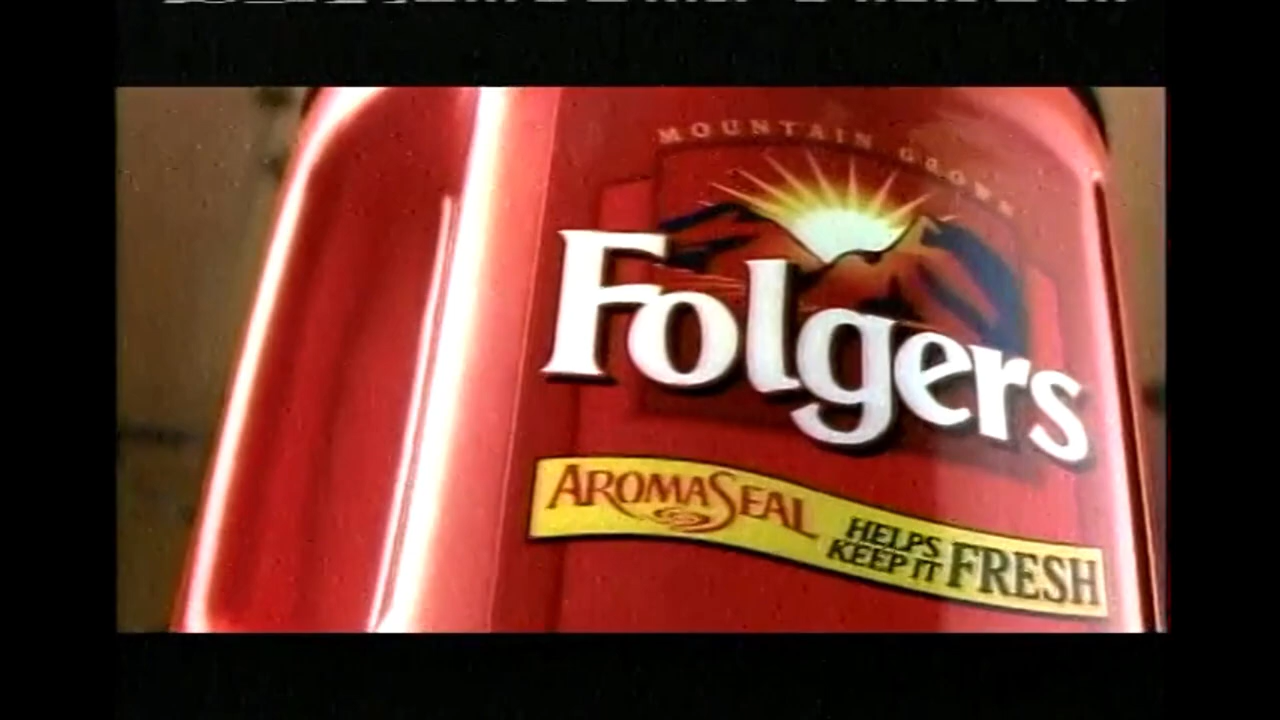 MOUNTAIN GROWN
Folgers
AROMASEAL
HELPS
KEEP IT
FRESH